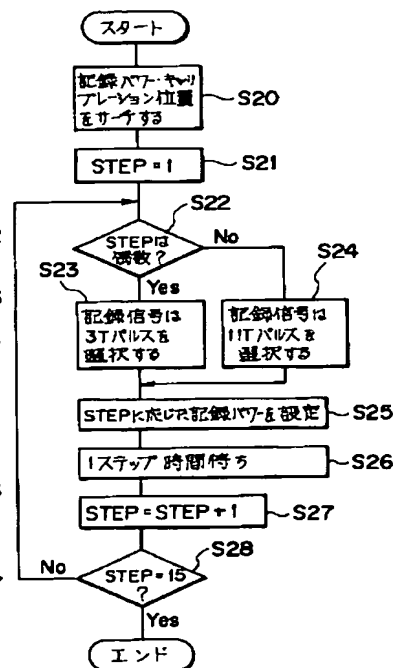 スタート
記録パワー・キャリ
ブレーション位置
をサーチする
S20
STEP = 1
S21
S22
STEPは
偶数?
No
S23
Yes
S24
記録信号は
3Tパルスを
選択する
記録信号は
11Tパルスを
選択する
STEPに応じた記録パワーを設定
S25
1ステップ時間待ち
S26
STEP = STEP + 1
S27
S28
No
STEP = 15
?
Yes
エンド